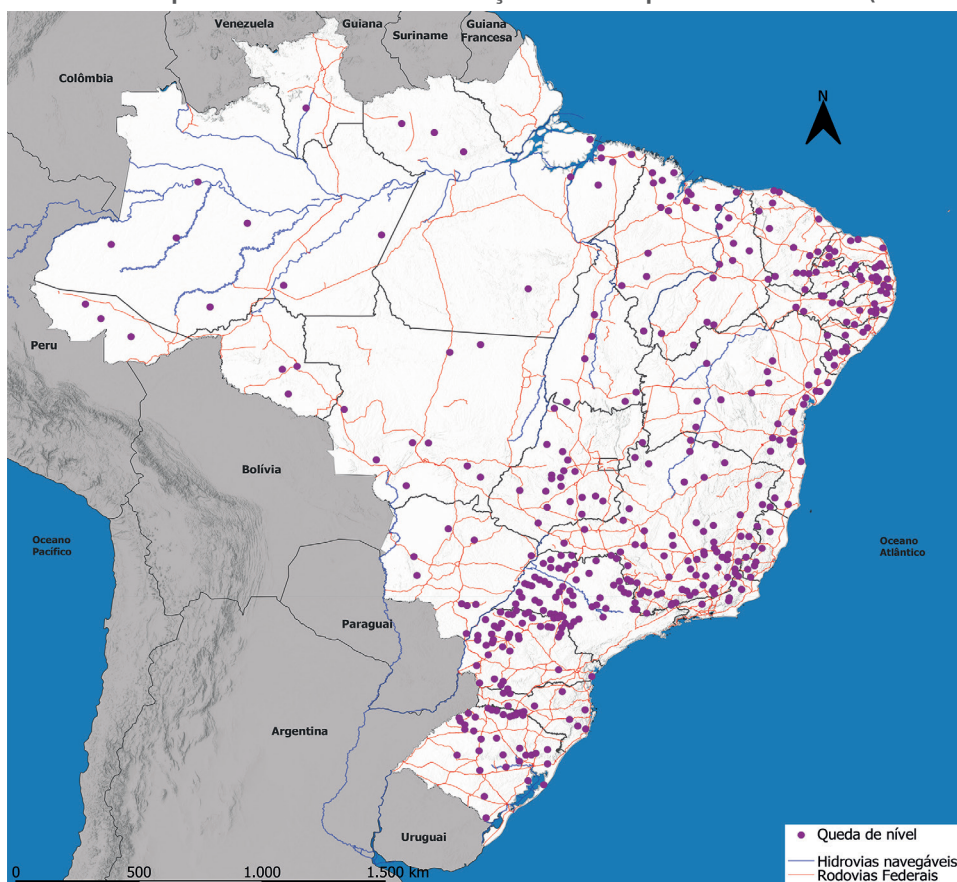 Venezuela
Guiana
Guiana
Francesa
Suriname
Colômbia
N
Peru
Bolívia
Oceano
Pacífico
Oceano
Atlântico
Paraguai
Argentina
Uruguai
Queda de nível
Hidrovias navegáveis
Rodovias Federais
0 500 1.000 1.500 km